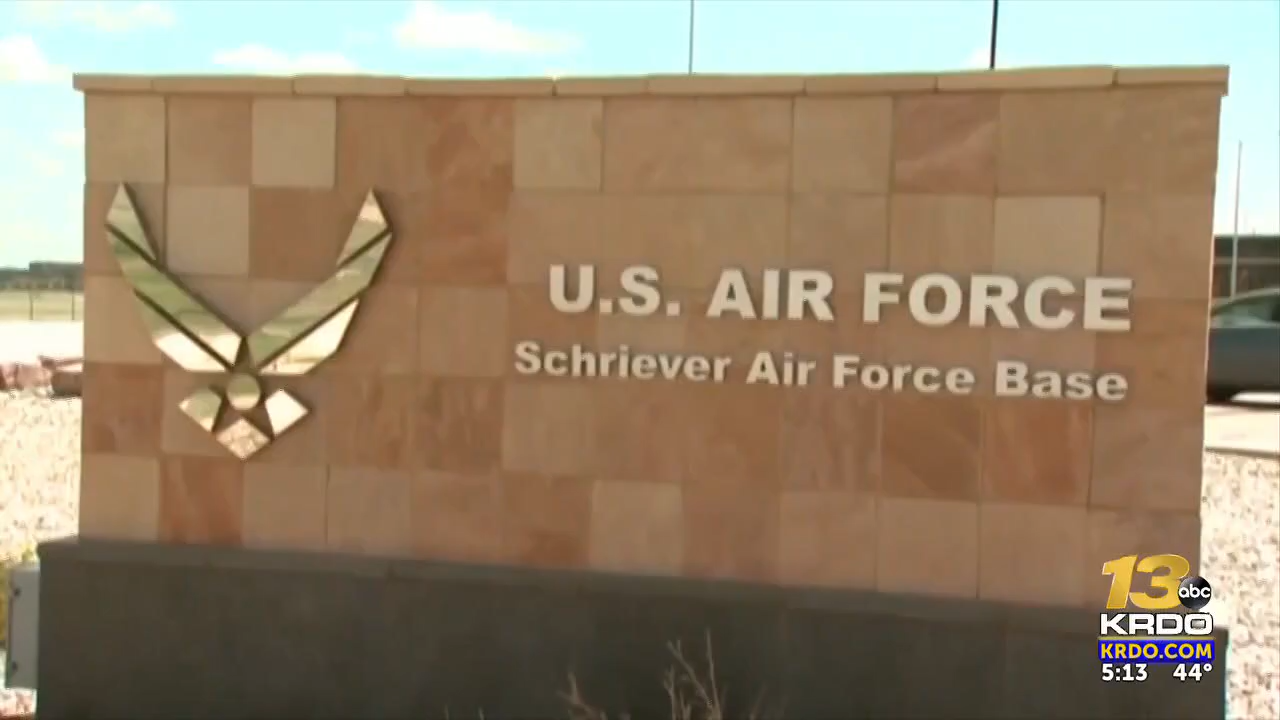 U.S. AIR FORCE
Schriever Air Force Base
13 abc
KRDO
KRDO.COM
5:13 44°